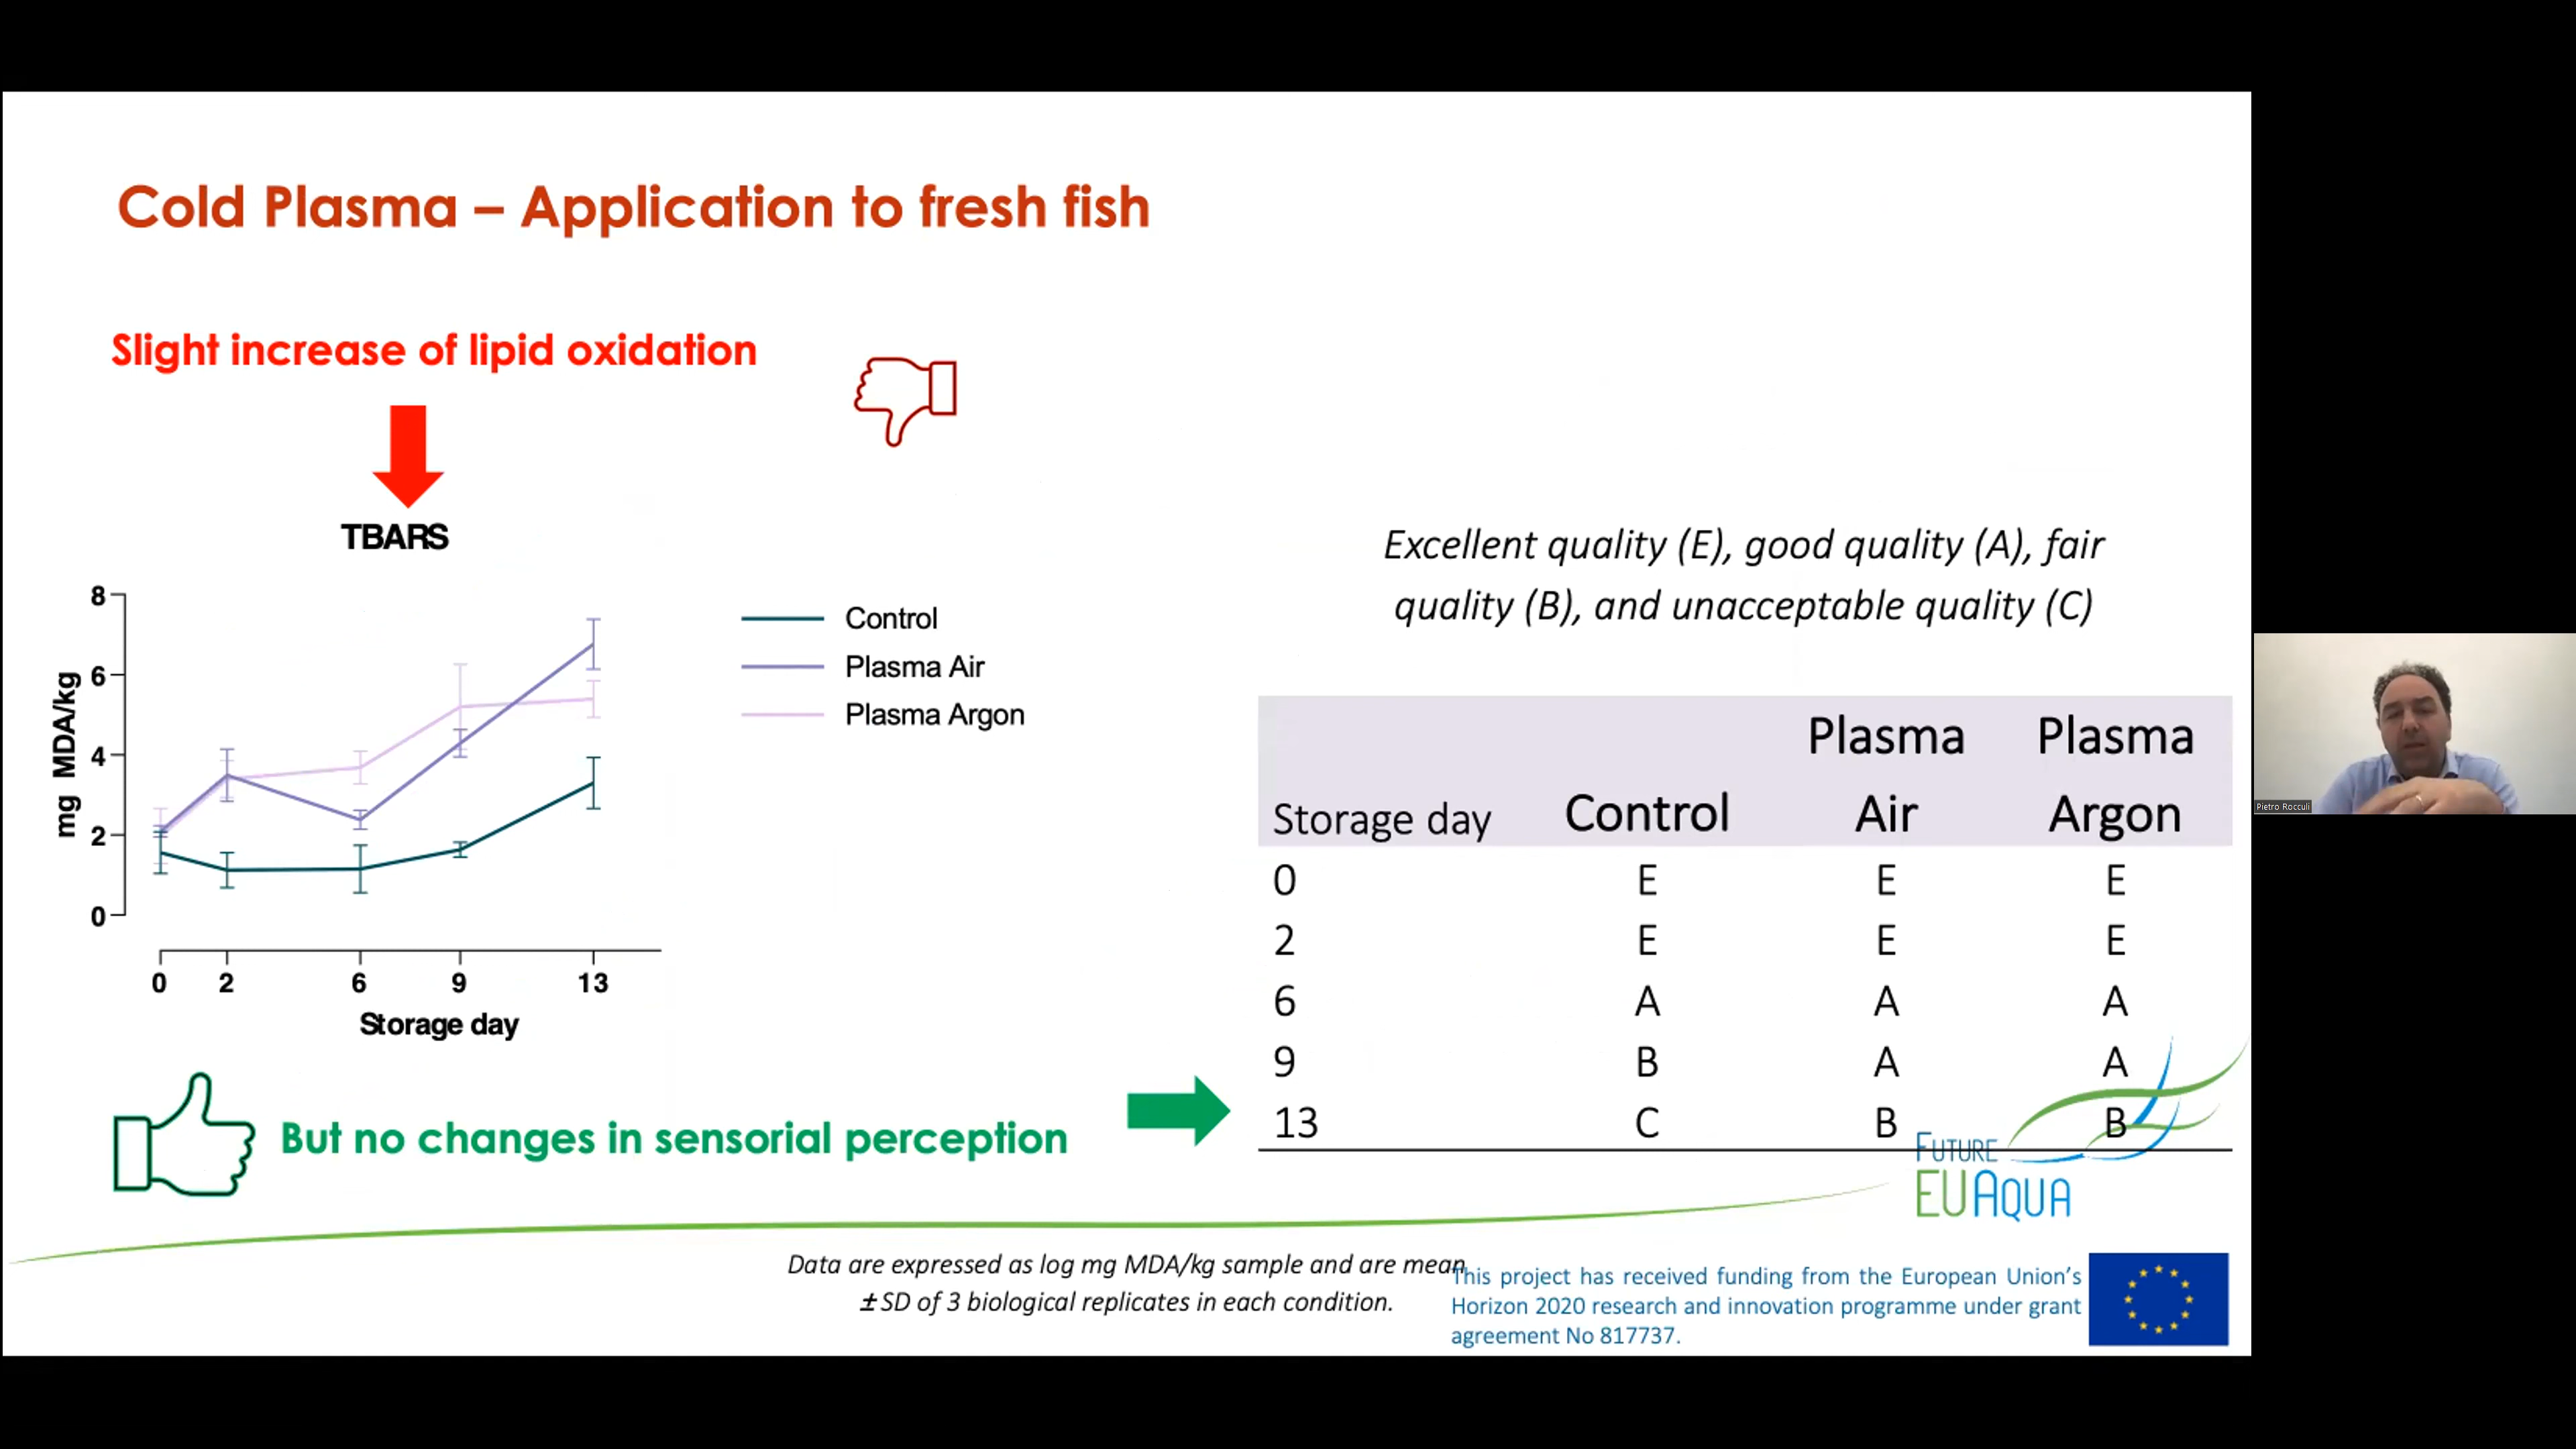 Cold Plasma – Application to fresh fish
Slight increase of lipid oxidation
TBARS
8
6
4
2
0
mg MDA/kg
0 2 6 9 13
Storage day
Control
Plasma Air
Plasma Argon
But no changes in sensorial perception
Excellent quality (E), good quality (A), fair
quality (B), and unacceptable quality (C)
Plasma Plasma
Storage day Control Air Argon
0 E E E
2 E E E
6 A A A
9 B A A
13 C B B
FUTURE
EUAQUA
Data are expressed as log mg MDA/kg sample and are mean
± SD of 3 biological replicates in each condition.
This project has received funding from the European Union's
Horizon 2020 research and innovation programme under grant
agreement No 817737.
Pietro Rocculi